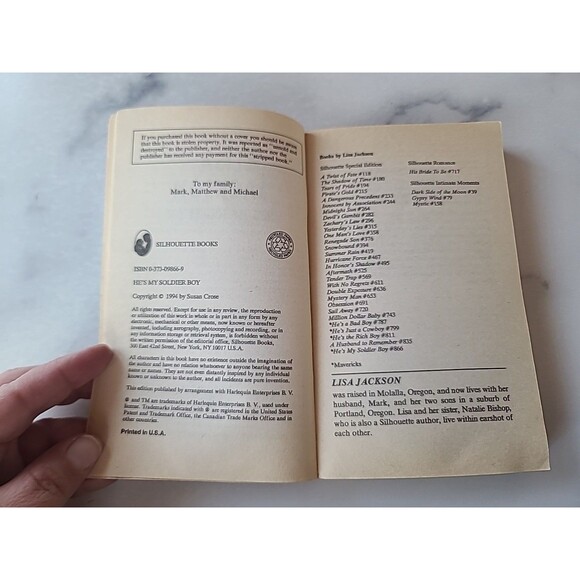 If you purchased this book without a cover you should be aware
that this book is stolen property. It was reported as "unsold and
destroyed" to the publisher, and neither the author nor the
publisher has received any payment for this "stripped book."
To my family:
Mark, Matthew and Michael
SILHOUETTE BOOKS
ISBN 0-373-09866-9
HE'S MY SOLDIER BOY
Copyright © 1994 by Susan Crose
All rights reserved. Except for use in any review, the reproduction
or utilization of this work in whole or in part in any form by any
electronic, mechanical or other means, now known or hereafter
invented, including xerography, photocopying and recording, or in
any information storage or retrieval system, is forbidden without
the written permission of the editorial office, Silhouette Books,
300 East 42nd Street, New York, NY 10017 U.S.A.
All characters in this book have no existence outside the imagination of
the author and have no relation whatsoever to anyone bearing the same
name or names. They are not even distantly inspired by any individual
known or unknown to the author, and all incidents are pure invention.
This edition published by arrangement with Harlequin Enterprises B. V.
® and TM are trademarks of Harlequin Enterprises B. V., used under
license. Trademarks indicated with ® are registered in the United States
Patent and Trademark Office, the Canadian Trade Marks Office and in
other countries.
Printed in U.S.A.
Books by Lisa Jackson
Silhouette Special Edition
A Twist of Fate #118
The Shadow of Time #180
Tears of Pride #194
Pirate's Gold #215
A Dangerous Precedent #233
Innocent by Association #244
Midnight Sun #264
Devil's Gambit #282
Zachary's Law #296
Yesterday's Lies #315
One Man's Love #358
Renegade Son #376
Snowbound #394
Summer Rain #419
Hurricane Force #467
In Honor's Shadow #495
Aftermath #525
Tender Trap #569
With No Regrets #611
Double Exposure #636
Mystery Man #653
Obsession #691
Sail Away #720
Million Dollar Baby #743
*He's a Bad Boy #787
*He's Just a Cowboy #799
*He's the Rich Boy #811
A Husband to Remember #835
*He's My Soldier Boy #866
*Mavericks
Silhouette Romance
His Bride To Be #717
Silhouette Intimate Moments
Dark Side of the Moon #39
Gypsy Wind #79
Mystic #158
LISA JACKSON
was raised in Molalla, Oregon, and now lives with her
husband, Mark, and her two sons in a suburb of
Portland, Oregon. Lisa and her sister, Natalie Bishop,
who is also a Silhouette author, live within earshot of
each other.